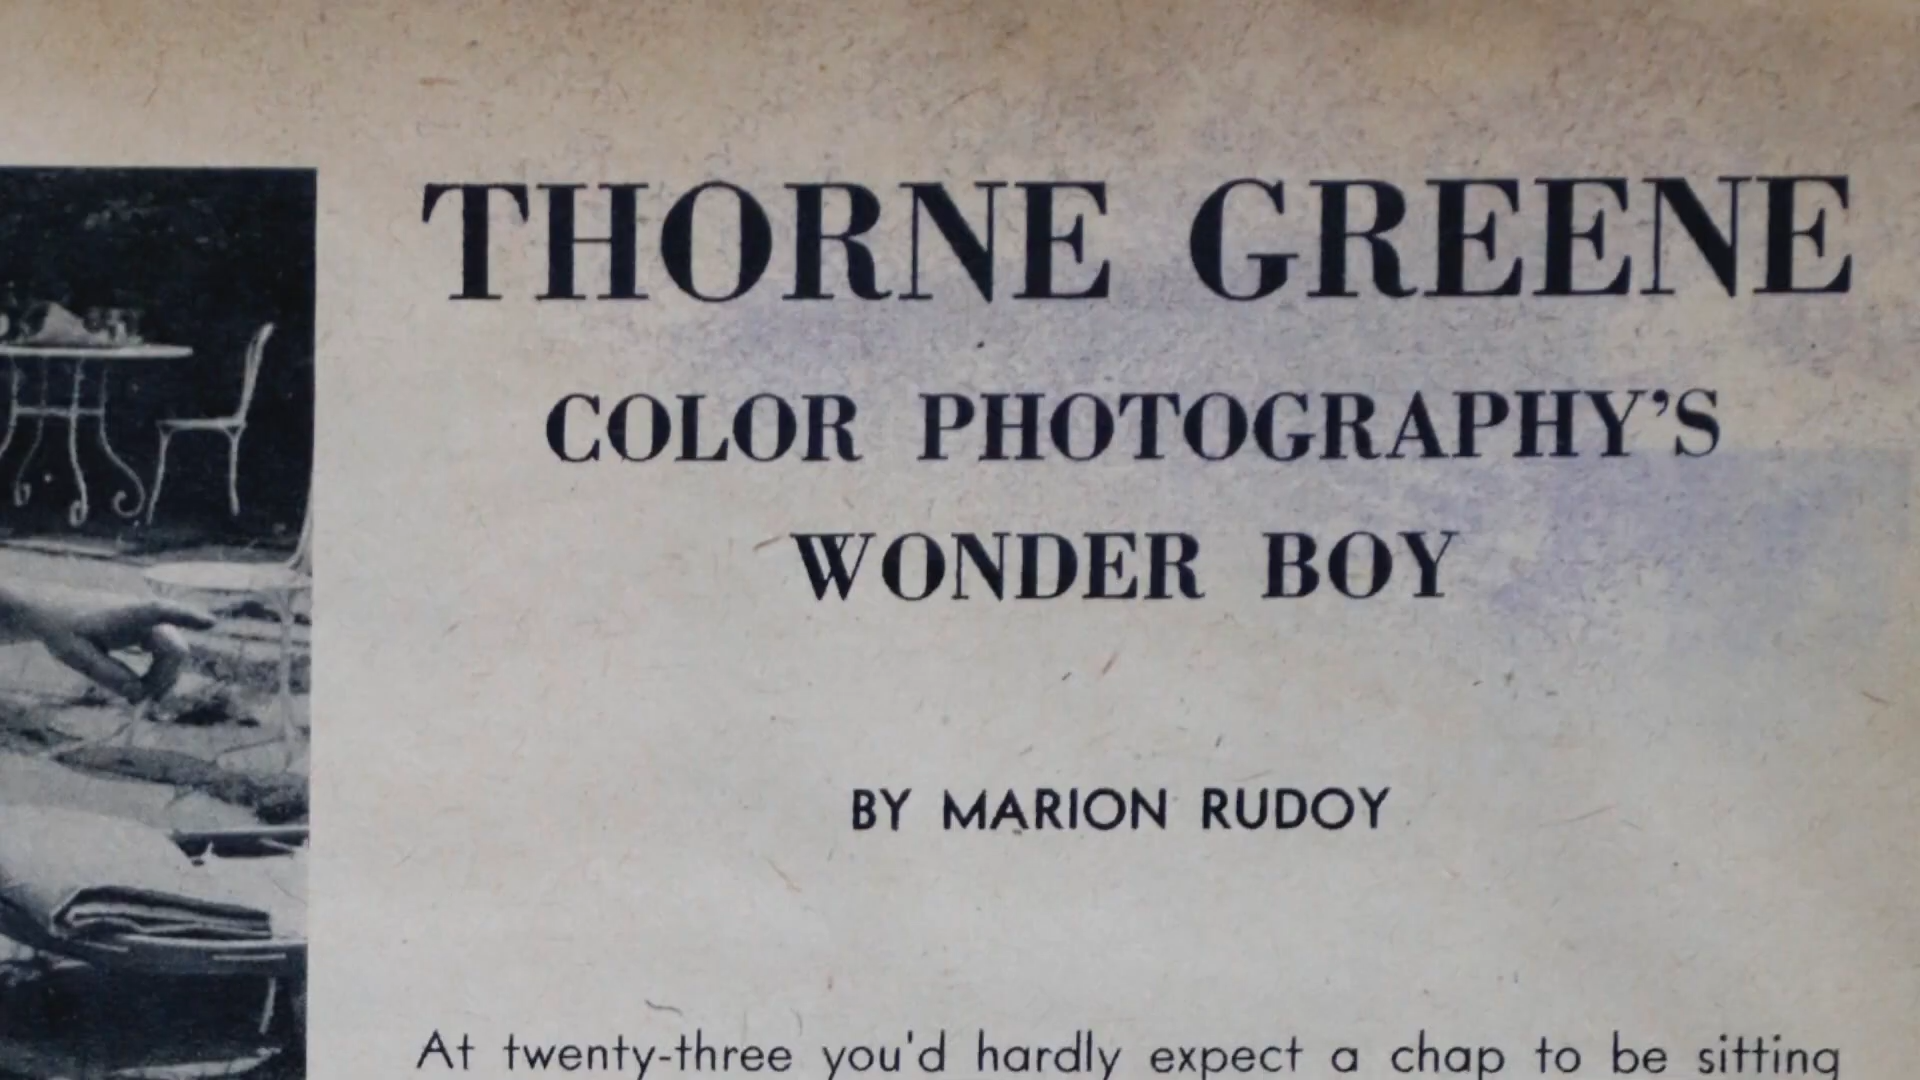 THORNE GREENE
COLOR PHOTOGRAPHY'S
WONDER BOY
BY MARION RUDOY
At twenty-three you'd hardly expect a chap to be sitting